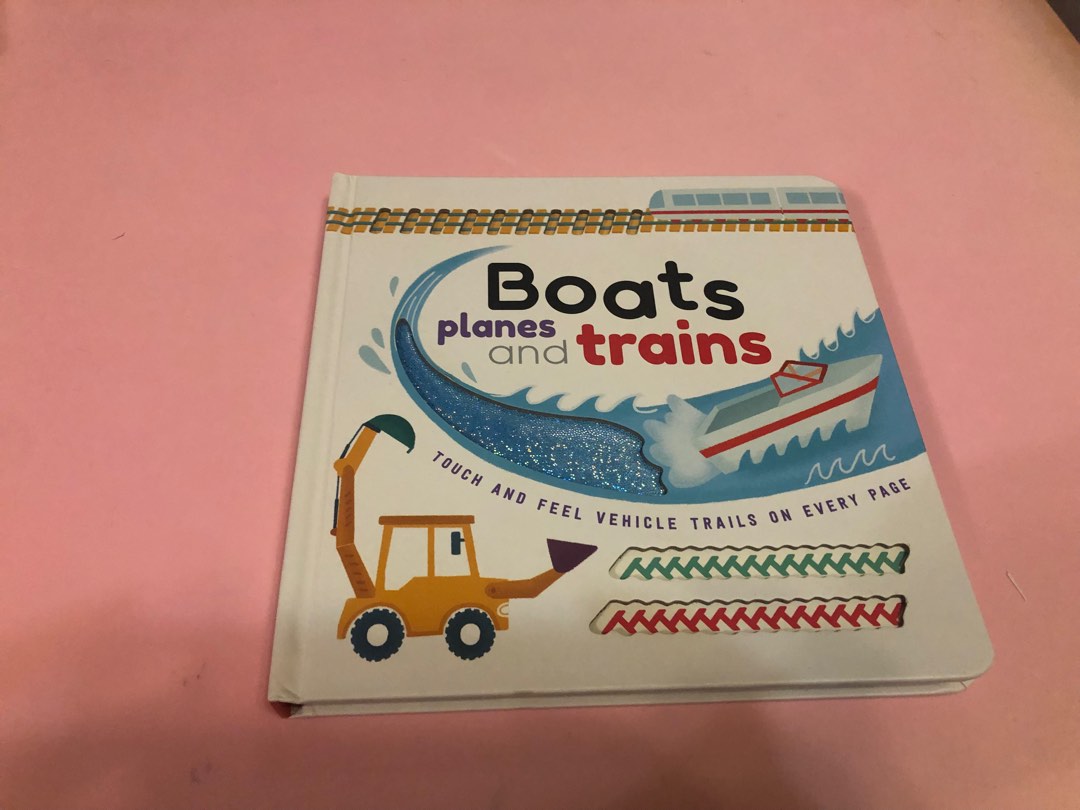 Boats
planes
and trains
TOUCH AND FEEL VEHICLE TRAILS ON EVERY PAGE